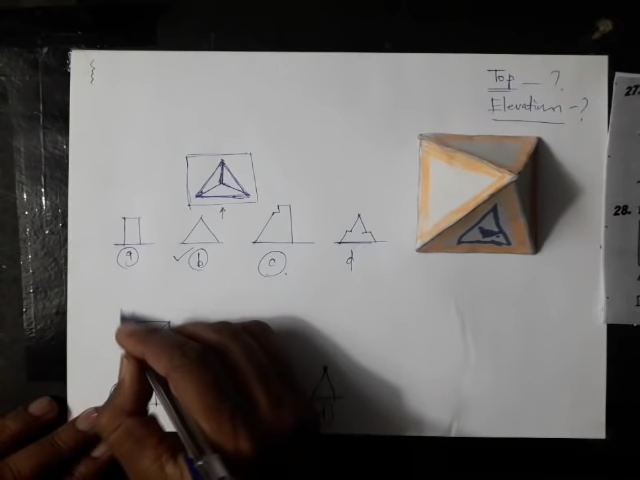 Top - ?
Elevation - ?
27.
28.
a
b
c
d